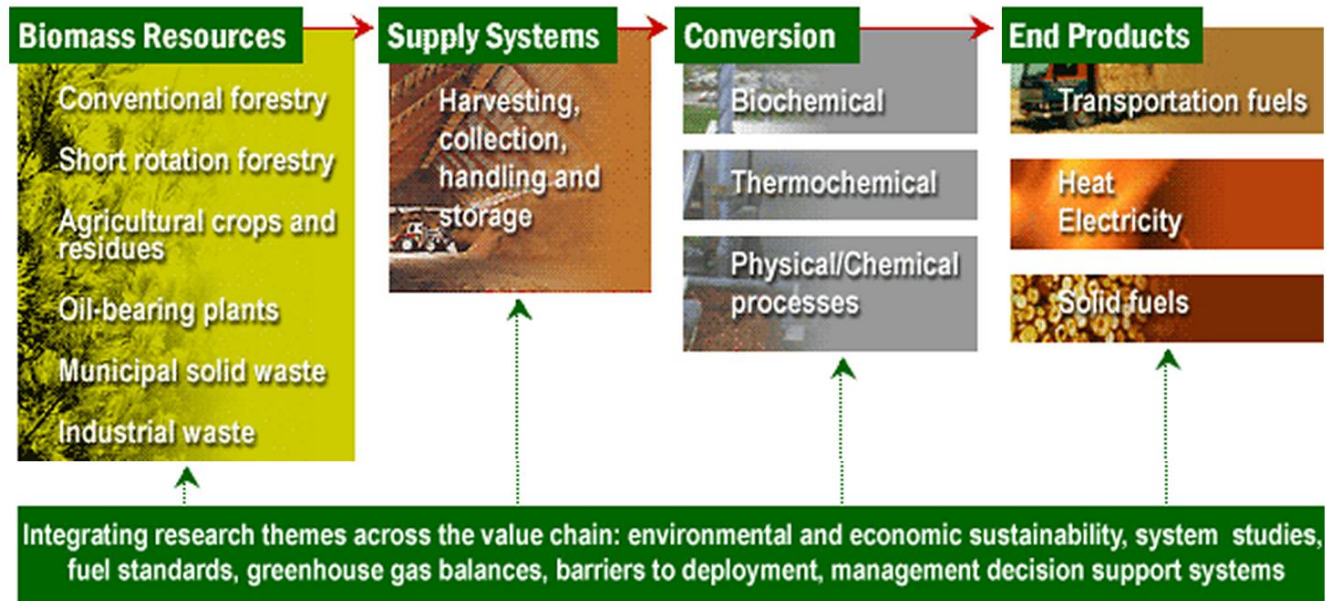 Biomass Resources
Conventional forestry
Short rotation forestry
Agricultural crops and
residues
Oil-bearing plants
Municipal solid waste
Industrial waste
Supply Systems
Harvesting,
collection,
handling and
storage
Conversion
Biochemical
Thermochemical
Physical/Chemical
processes
End Products
Transportation fuels
Heat
Electricity
Solid fuels
Integrating research themes across the value chain: environmental and economic sustainability, system studies,
fuel standards, greenhouse gas balances, barriers to deployment, management decision support systems